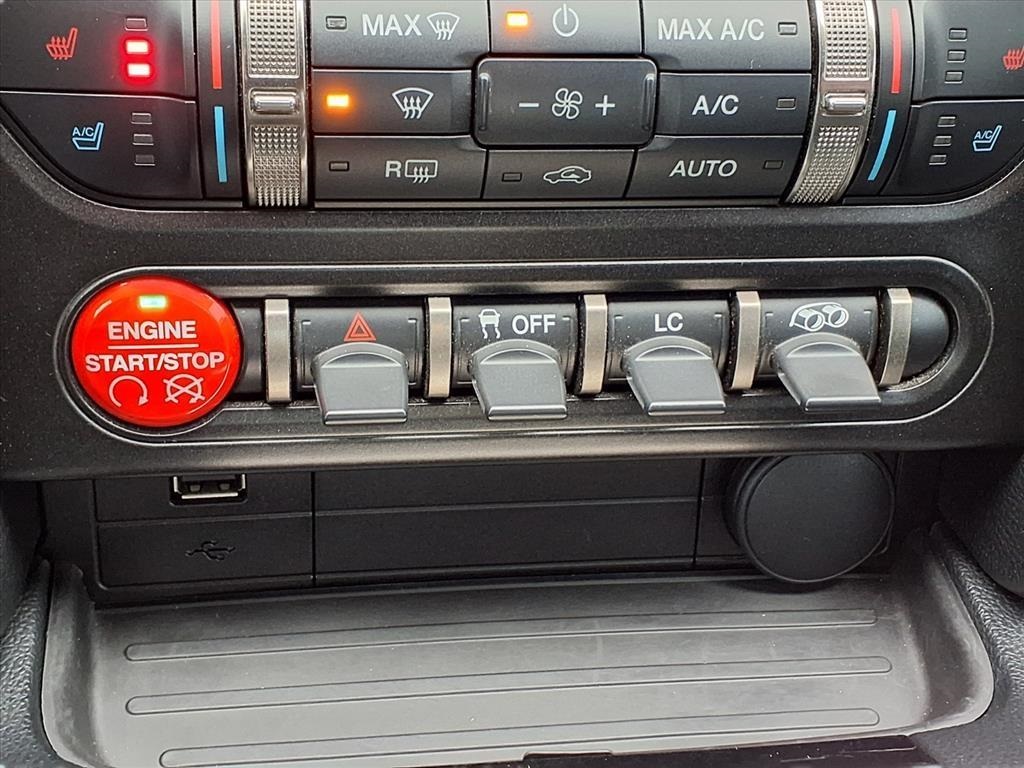 MAX
MAX A/C
A/C
- +
A/C
A/C
R
AUTO
ENGINE
START/STOP
OFF
LC